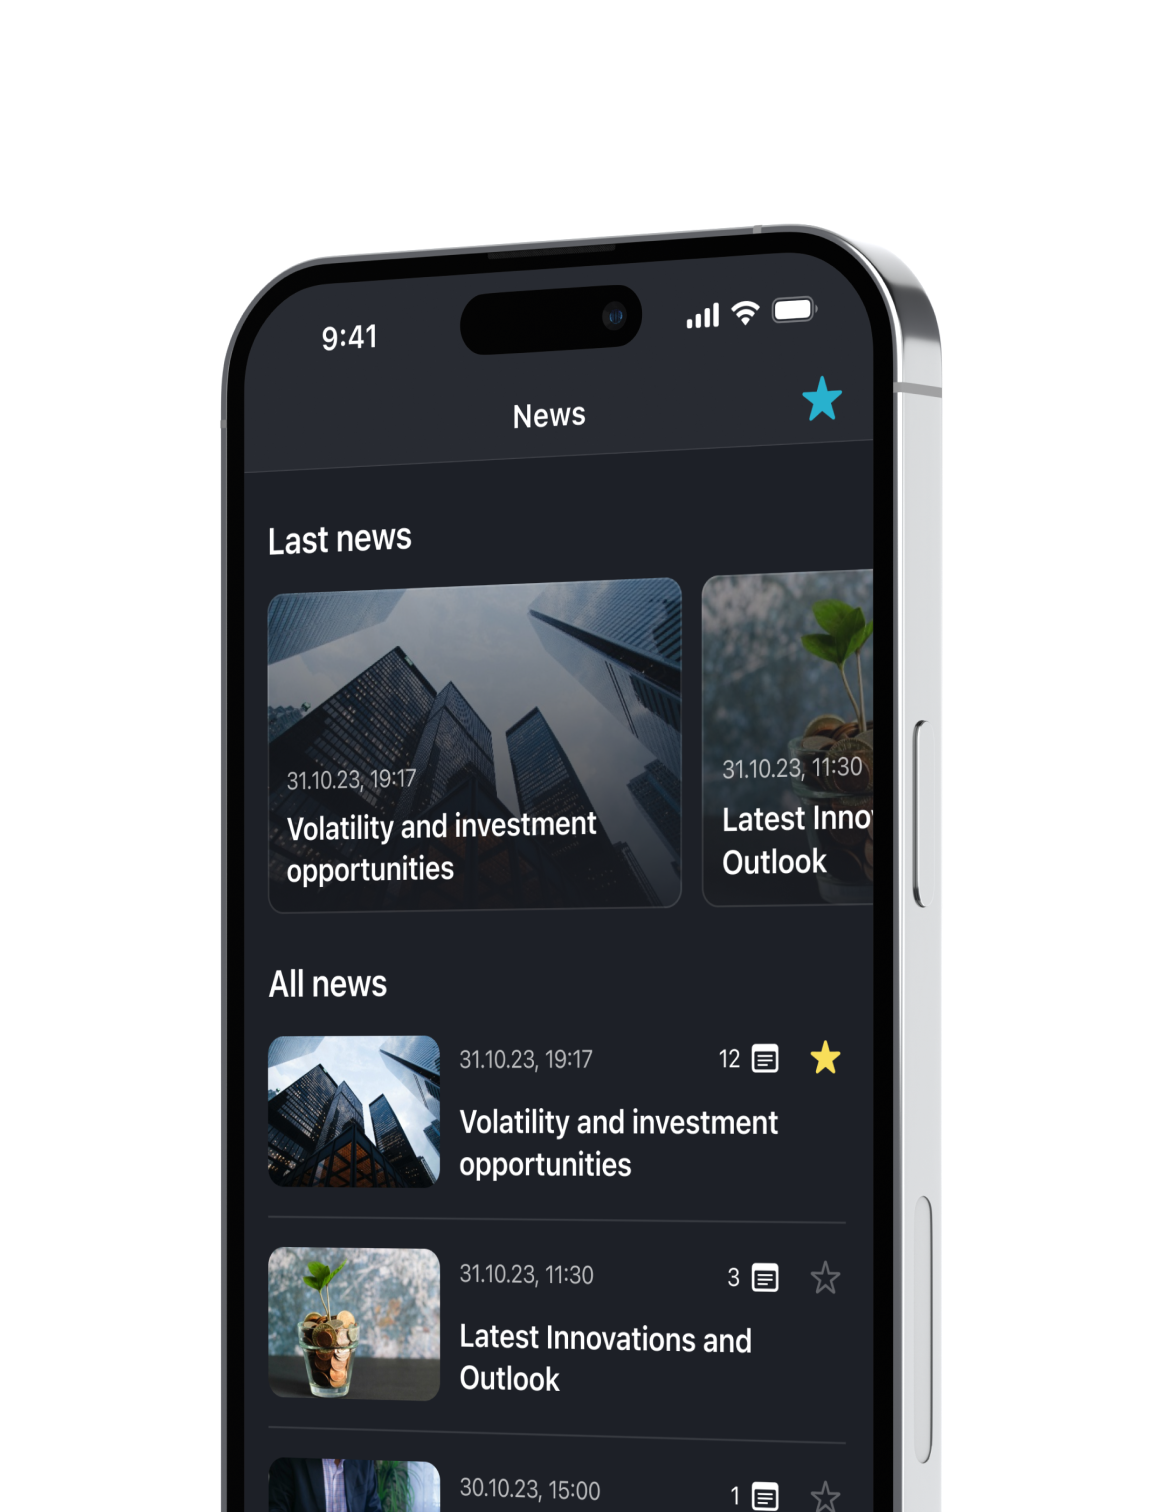 9:41
News
Last news
31.10.23, 19:17
Volatility and investment
opportunities
31.10.23, 11:30
Latest
Outlook
All news
31.10.23, 19:17
12
Volatility and investment
opportunities
31.10.23, 11:30
3
Latest Innovations and
Outlook
30.10.23, 15:00
1